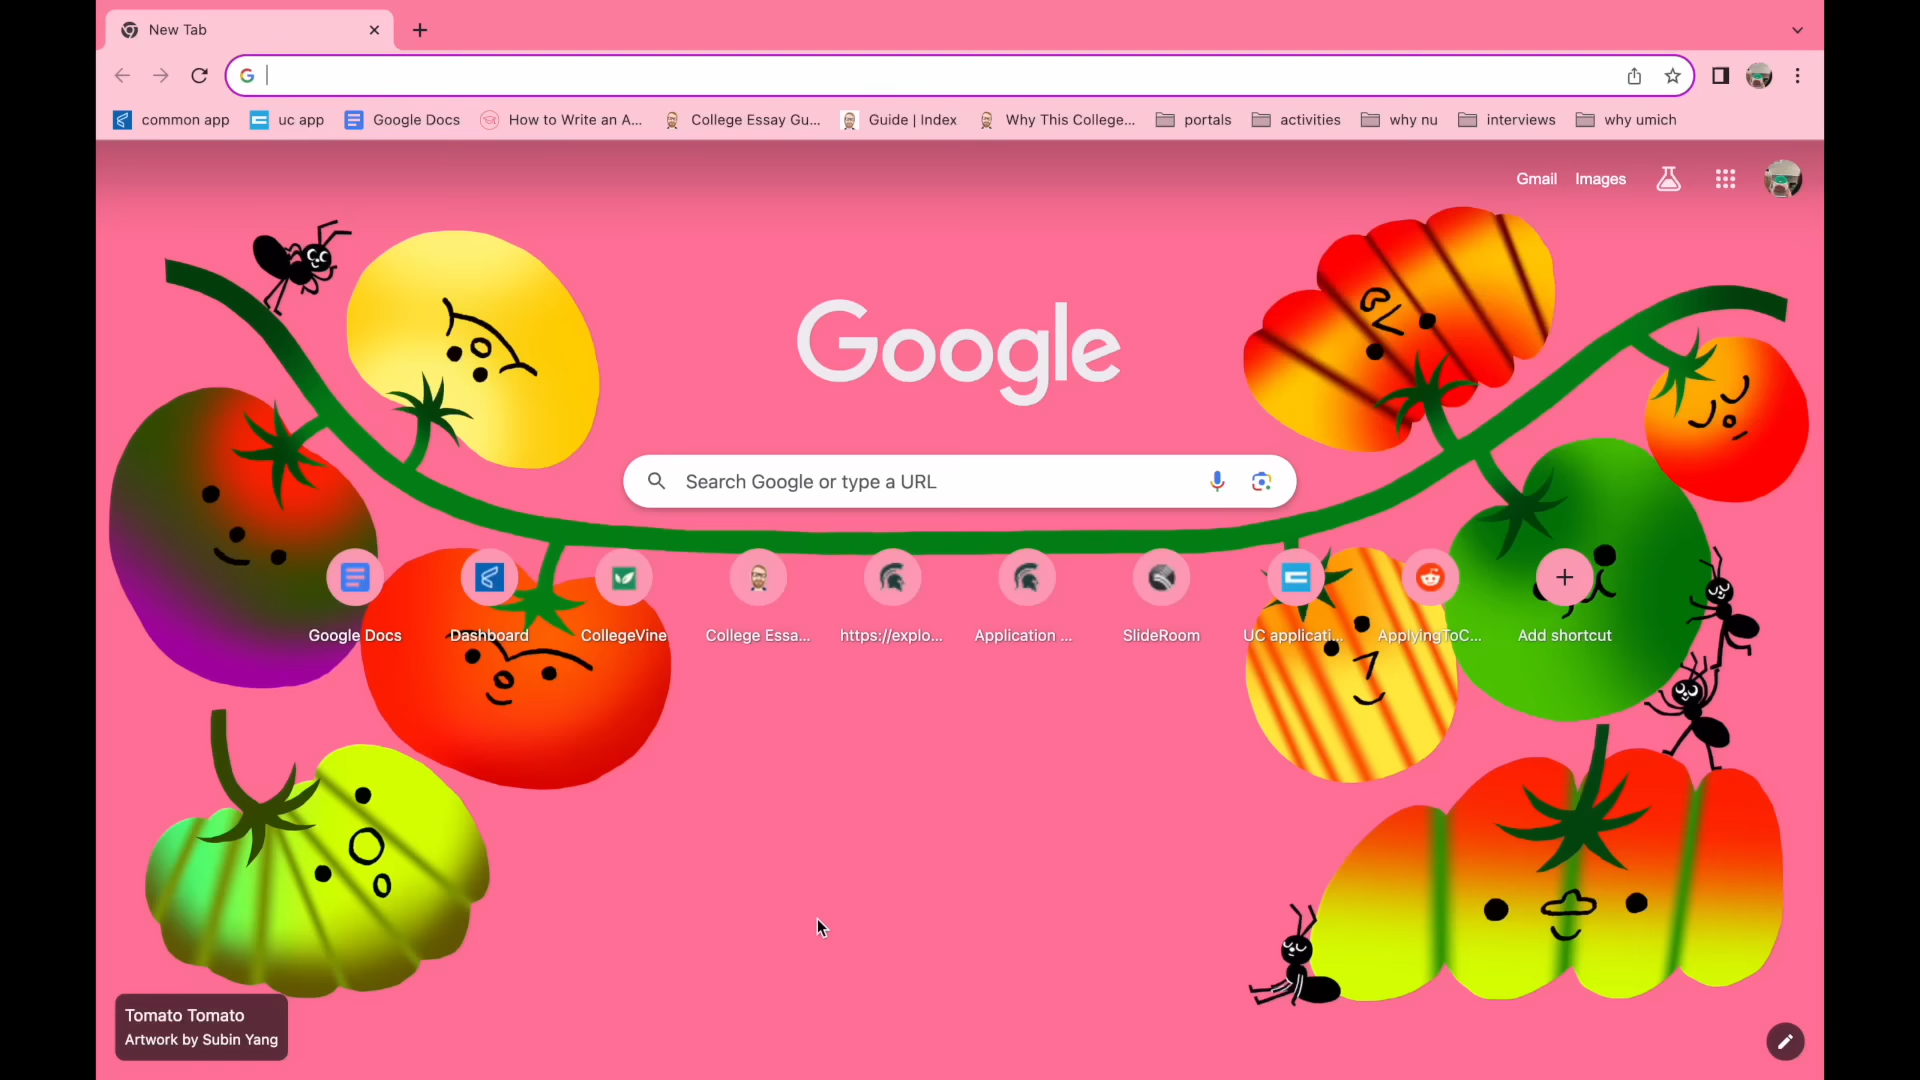 New Tab
common app
uc app
Google Docs
How to Write an A...
College Essay Gu...
Guide | Index
Why This College...
portals
activities
why nu
interviews
why umich
Gmail
Images
Google
Search Google or type a URL
Google Docs
Dashboard
CollegeVine
College Essa...
https://explo...
Application ...
SlideRoom
UC applicati...
ApplyingToC...
Add shortcut
Tomato Tomato
Artwork by Subin Yang